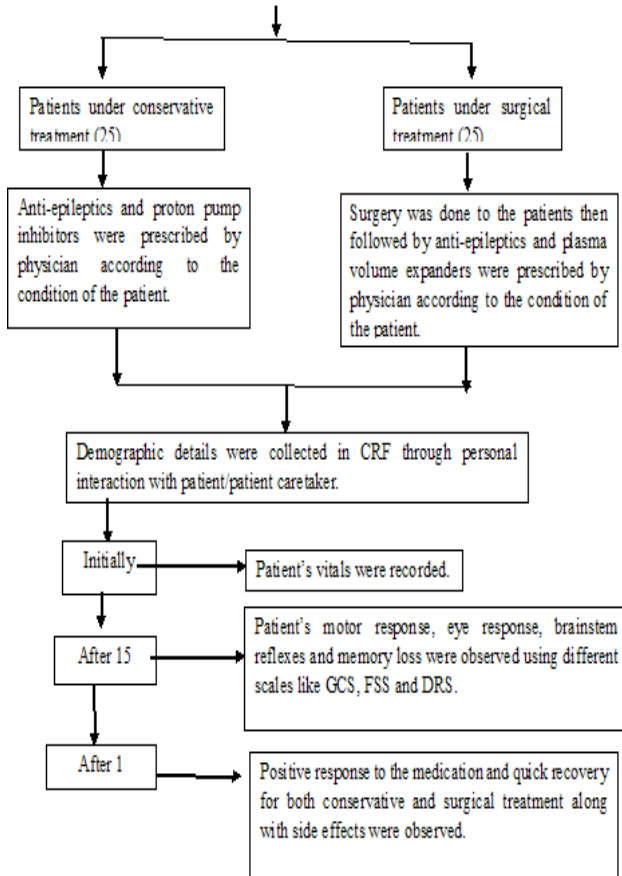 Patients under conservative
treatment (25)
Patients under surgical
treatment (25)
Anti-epileptics and proton pump
inhibitors were prescribed by
physician according to the
condition of the patient.
Surgery was done to the patients then
followed by anti-epileptics and plasma
volume expanders were prescribed by
physician according to the condition of
the patient.
Demographic details were collected in CRF through personal
interaction with patient/patient caretaker.
Initially
Patient's vitals were recorded.
After 15
Patient's motor response, eye response, brainstem
reflexes and memory loss were observed using different
scales like GCS, FSS and DRS.
After 1
Positive response to the medication and quick recovery
for both conservative and surgical treatment along
with side effects were observed.